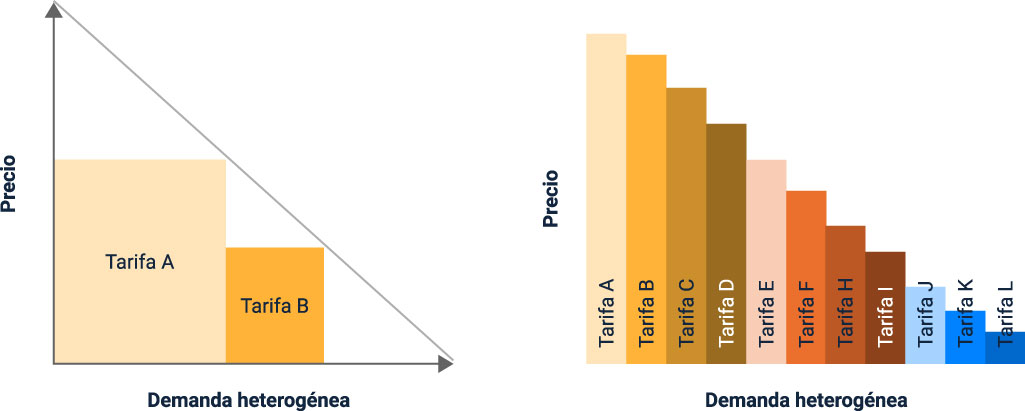 Precio
Tarifa A
Tarifa B
Demanda heterogénea
Precio
Tarifa A
Tarifa B
Tarifa C
Tarifa D
Tarifa E
Tarifa F
Tarifa H
Tarifa I
Tarifa J
Tarifa K
Tarifa L
Demanda heterogénea